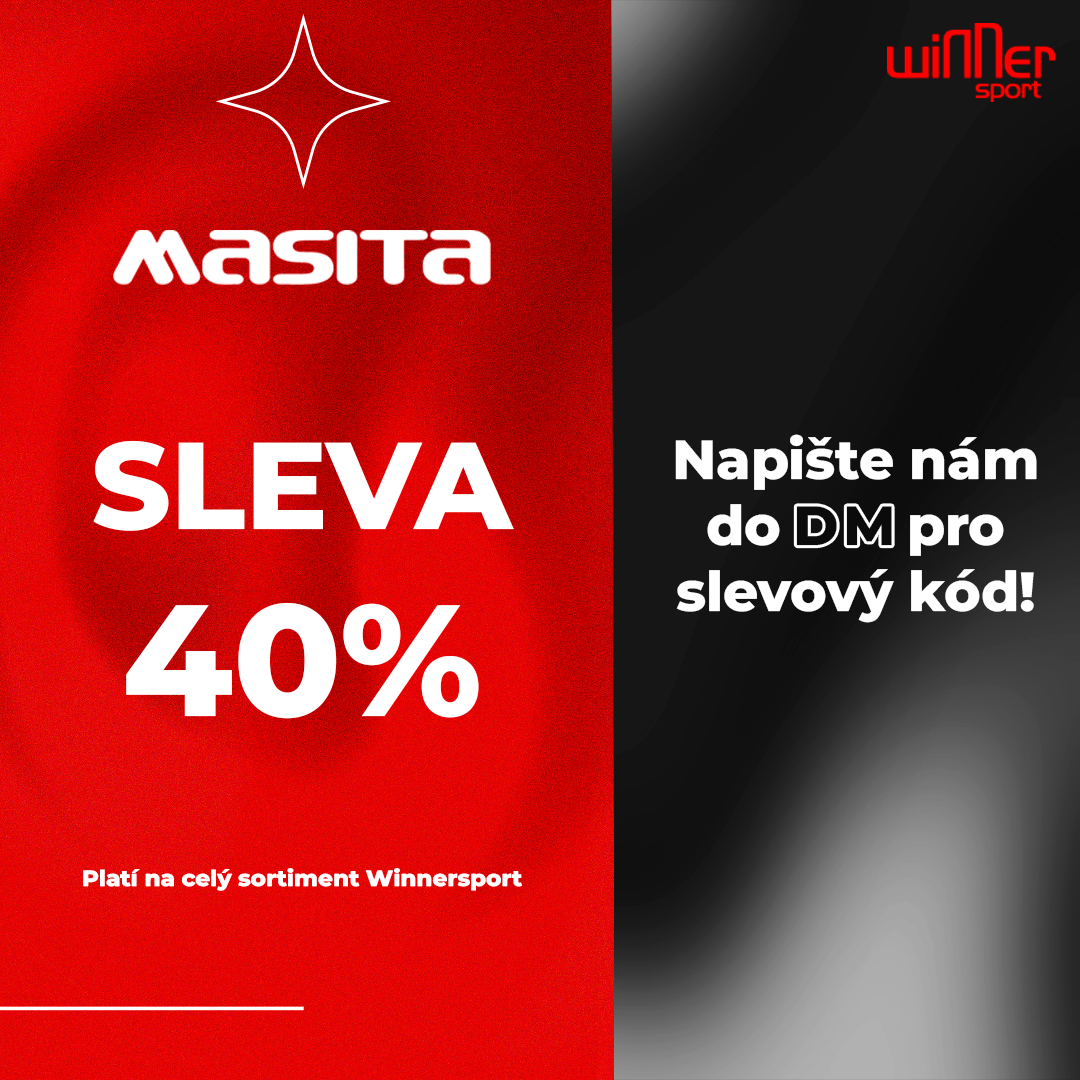 MASITA
SLEVA
40%
Platí na celý sortiment Winnersport
winner
sport
Napište nám
do DM pro
slevový kód!